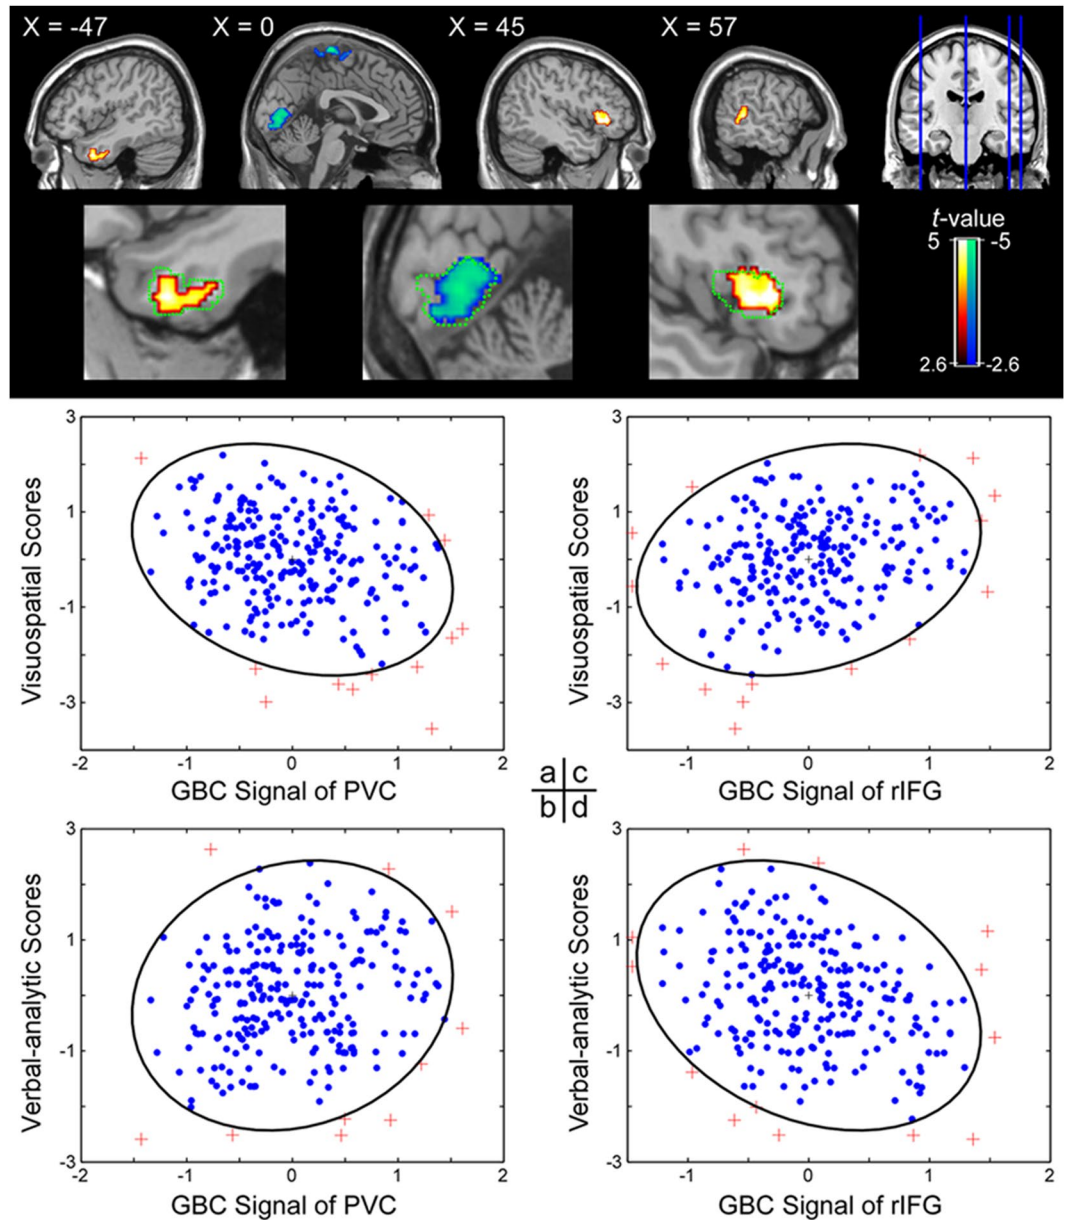 X = -47 X = 0 X = 45 X = 57
t-value
5 -5
2.6 -2.6
3 3
1 1
-1 -1
-3 -3
Visuospatial Scores Visuospatial Scores
-2 -1 0 1 2 -1 0 1 2
GBC Signal of PVC GBC Signal of rIFG
a c
b d
3 3
1 1
-1 -1
-3 -3
Verbal-analytic Scores Verbal-analytic Scores
-2 -1 0 1 2 -1 0 1 2
GBC Signal of PVC GBC Signal of rIFG